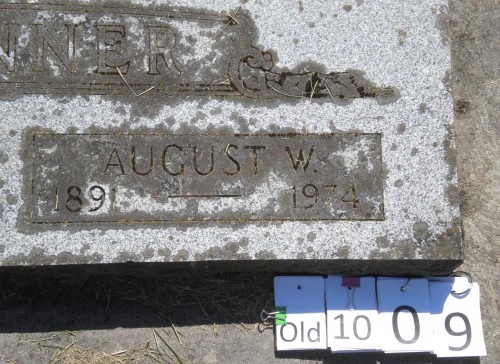 NNER
AUGUST W.
1891 — 1974
Old 10 0 9